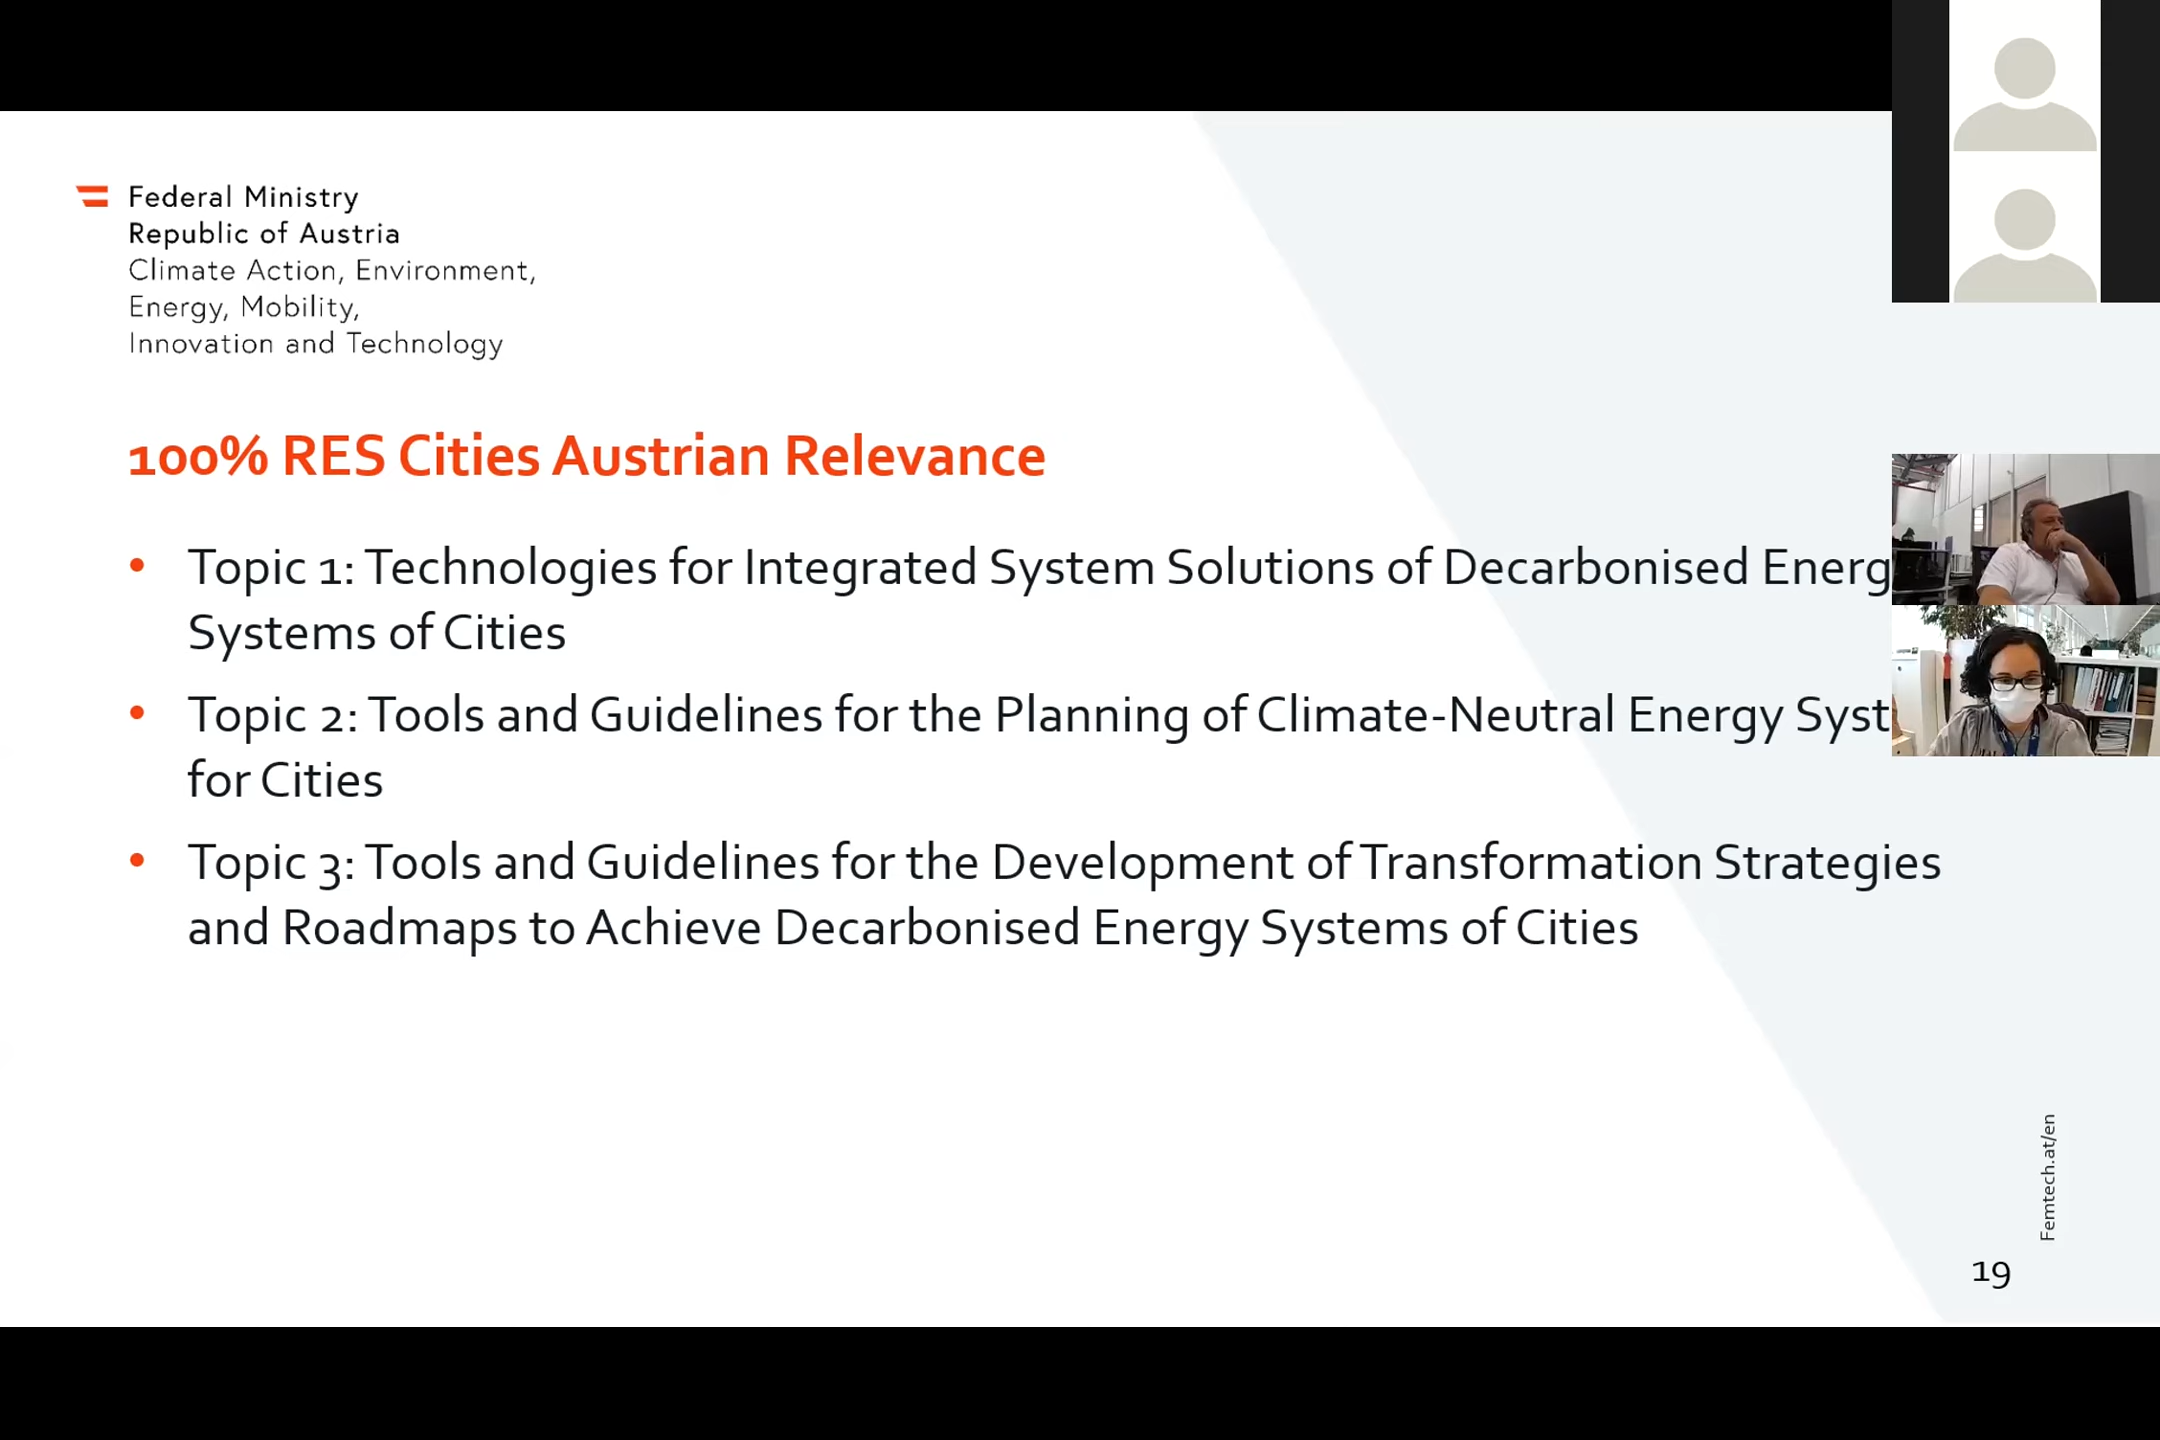 Federal Ministry
Republic of Austria
Climate Action, Environment,
Energy, Mobility,
Innovation and Technology
100% RES Cities Austrian Relevance
• Topic 1: Technologies for Integrated System Solutions of Decarbonised Energ
Systems of Cities
• Topic 2: Tools and Guidelines for the Planning of Climate-Neutral Energy Syst
for Cities
• Topic 3: Tools and Guidelines for the Development of Transformation Strategies
and Roadmaps to Achieve Decarbonised Energy Systems of Cities
Femtech.at/en
19